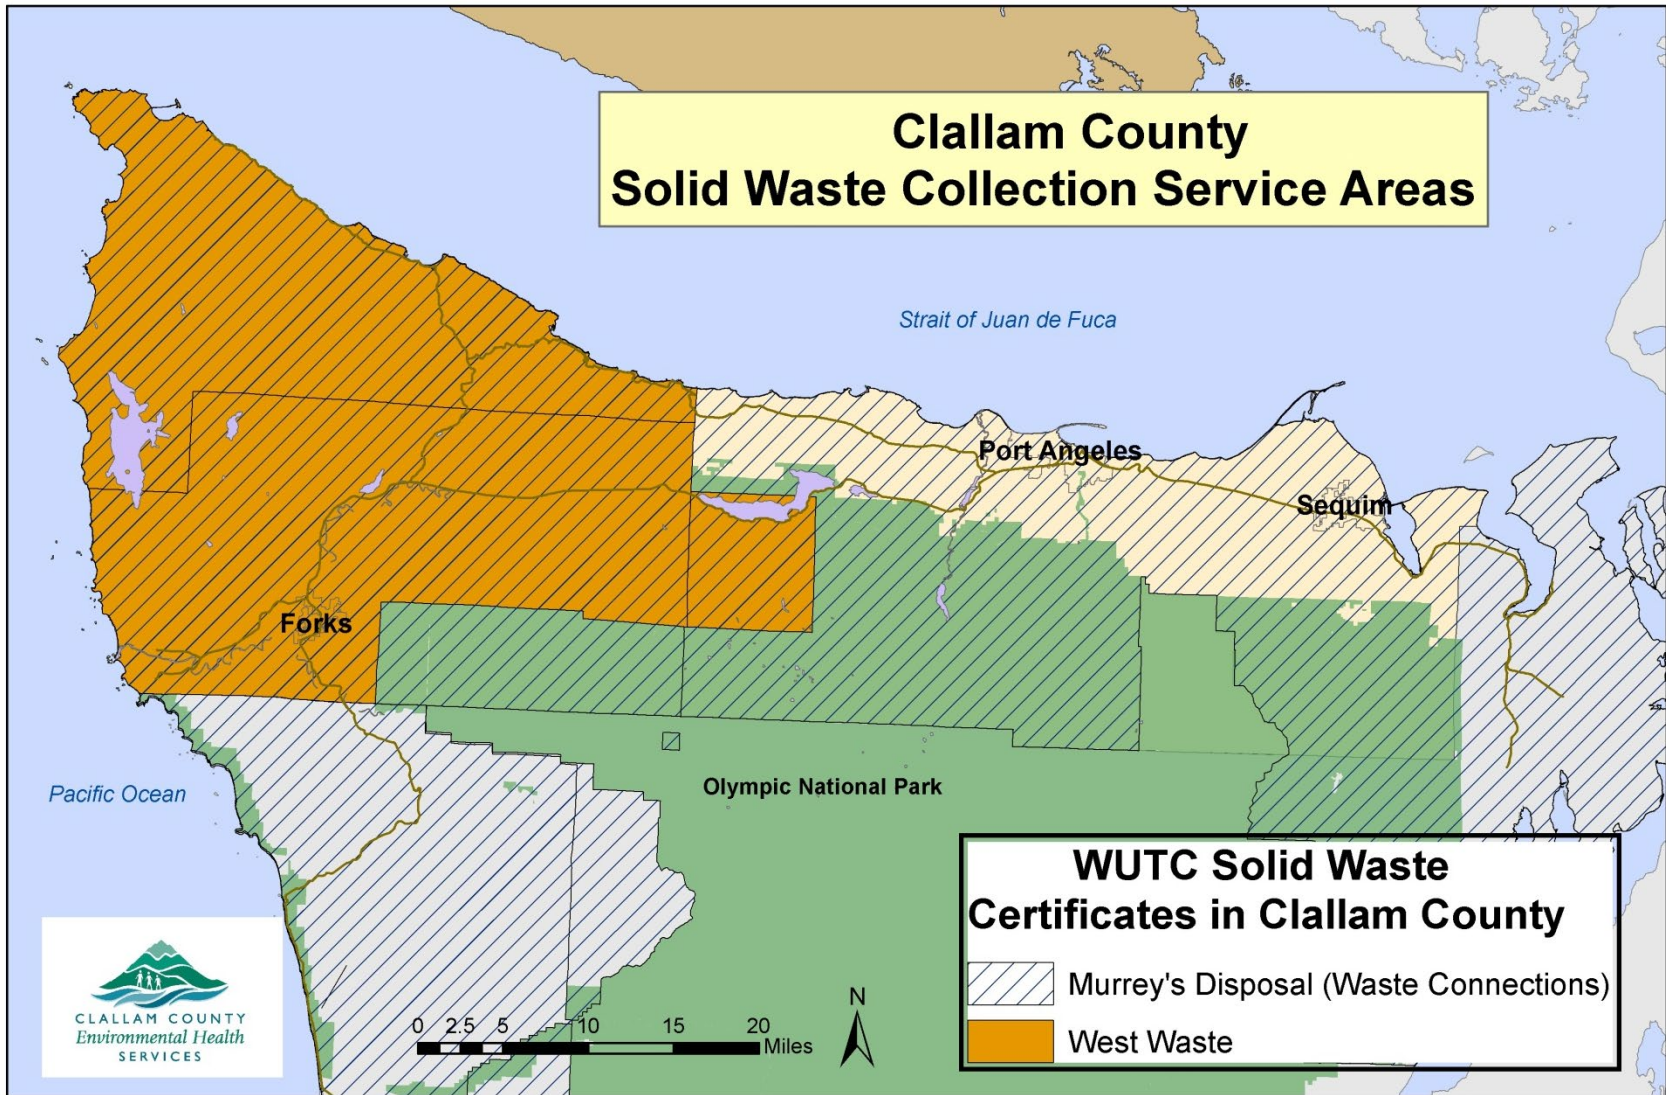 Clallam County
Solid Waste Collection Service Areas
Strait of Juan de Fuca
Port Angeles
Sequim
Forks
Olympic National Park
Pacific Ocean
WUTC Solid Waste
Certificates in Clallam County
Murrey's Disposal (Waste Connections)
West Waste
CLALLAM COUNTY
Environmental Health
SERVICES
0 2.5 5 10 15 20
Miles
N